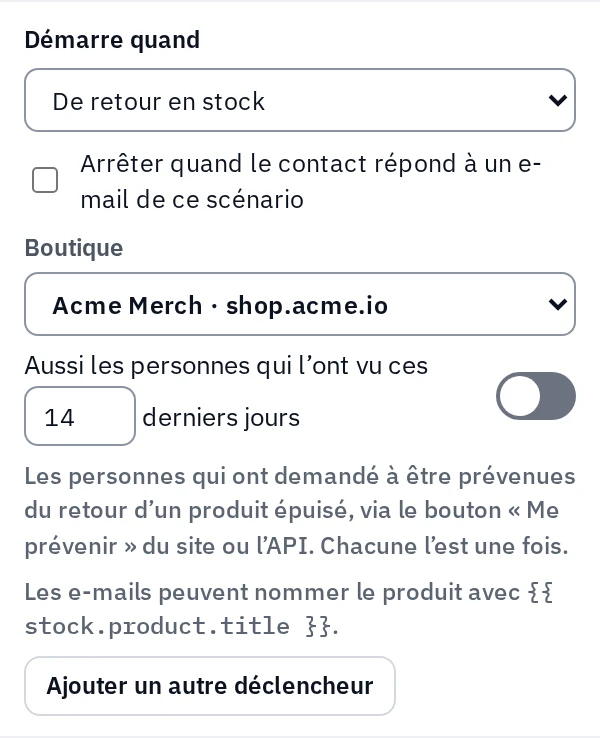 Démarre quand
De retour en stock
Arrêter quand le contact répond à un e-
mail de ce scénario
Boutique
Acme Merch · shop.acme.io
Aussi les personnes qui l’ont vu ces
14 derniers jours
Les personnes qui ont demandé à être prévenues
du retour d’un produit épuisé, via le bouton « Me
prévenir » du site ou l’API. Chacune l’est une fois.
Les e-mails peuvent nommer le produit avec {{
stock.product.title }}.
Ajouter un autre déclencheur